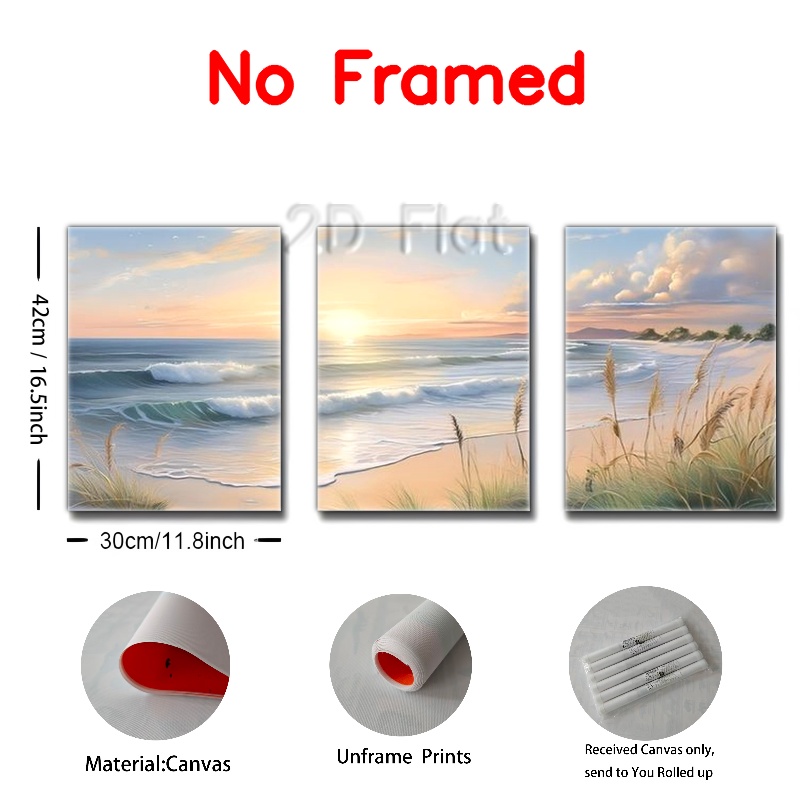 No Framed
2D Flat
42cm / 16.5inch
30cm/11.8inch
Material:Canvas
Unframe Prints
Received Canvas only,
send to You Rolled up